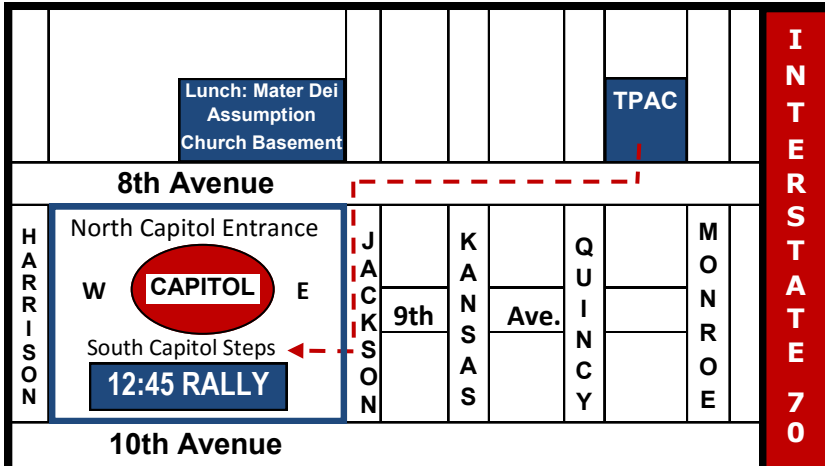 Lunch: Mater Dei
Assumption
Church Basement
TPAC
8th Avenue
HARRISON
North Capitol Entrance
W
CAPITOL
E
South Capitol Steps
12:45 RALLY
JACKSON
9th
KANSAS
Ave.
QUINCY
MONROE
10th Avenue
INTERSTATE 70